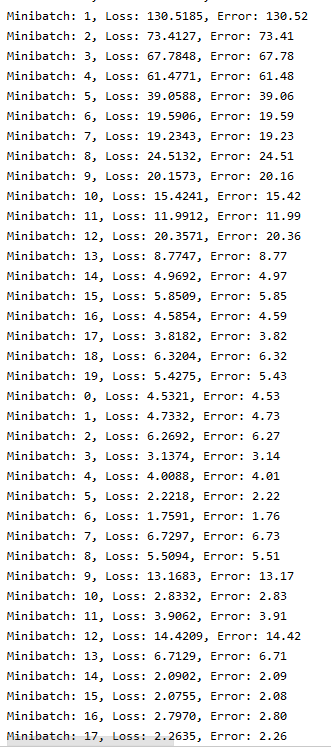 Minibatch: 1, Loss: 130.5185, Error: 130.52
Minibatch: 2, Loss: 73.4127, Error: 73.41
Minibatch: 3, Loss: 67.7848, Error: 67.78
Minibatch: 4, Loss: 61.4771, Error: 61.48
Minibatch: 5, Loss: 39.0588, Error: 39.06
Minibatch: 6, Loss: 19.5906, Error: 19.59
Minibatch: 7, Loss: 19.2343, Error: 19.23
Minibatch: 8, Loss: 24.5132, Error: 24.51
Minibatch: 9, Loss: 20.1573, Error: 20.16
Minibatch: 10, Loss: 15.4241, Error: 15.42
Minibatch: 11, Loss: 11.9912, Error: 11.99
Minibatch: 12, Loss: 20.3571, Error: 20.36
Minibatch: 13, Loss: 8.7747, Error: 8.77
Minibatch: 14, Loss: 4.9692, Error: 4.97
Minibatch: 15, Loss: 5.8509, Error: 5.85
Minibatch: 16, Loss: 4.5854, Error: 4.59
Minibatch: 17, Loss: 3.8182, Error: 3.82
Minibatch: 18, Loss: 6.3204, Error: 6.32
Minibatch: 19, Loss: 5.4275, Error: 5.43
Minibatch: 0, Loss: 4.5321, Error: 4.53
Minibatch: 1, Loss: 4.7332, Error: 4.73
Minibatch: 2, Loss: 6.2692, Error: 6.27
Minibatch: 3, Loss: 3.1374, Error: 3.14
Minibatch: 4, Loss: 4.0088, Error: 4.01
Minibatch: 5, Loss: 2.2218, Error: 2.22
Minibatch: 6, Loss: 1.7591, Error: 1.76
Minibatch: 7, Loss: 6.7297, Error: 6.73
Minibatch: 8, Loss: 5.5094, Error: 5.51
Minibatch: 9, Loss: 13.1683, Error: 13.17
Minibatch: 10, Loss: 2.8332, Error: 2.83
Minibatch: 11, Loss: 3.9062, Error: 3.91
Minibatch: 12, Loss: 14.4209, Error: 14.42
Minibatch: 13, Loss: 6.7129, Error: 6.71
Minibatch: 14, Loss: 2.0902, Error: 2.09
Minibatch: 15, Loss: 2.0755, Error: 2.08
Minibatch: 16, Loss: 2.7970, Error: 2.80
Minibatch: 17, Loss: 2.2635, Error: 2.26